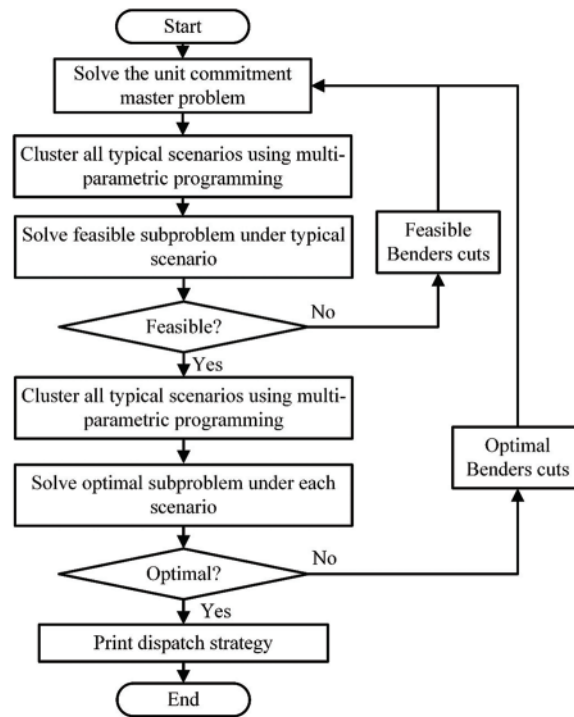 Start
Solve the unit commitment
master problem
Cluster all typical scenarios using multi-
parametric programming
Solve feasible subproblem under typical
scenario
Feasible
Benders cuts
Feasible?
No
Yes
Cluster all typical scenarios using multi-
parametric programming
Optimal
Benders cuts
Solve optimal subproblem under each
scenario
Optimal?
No
Yes
Print dispatch strategy
End